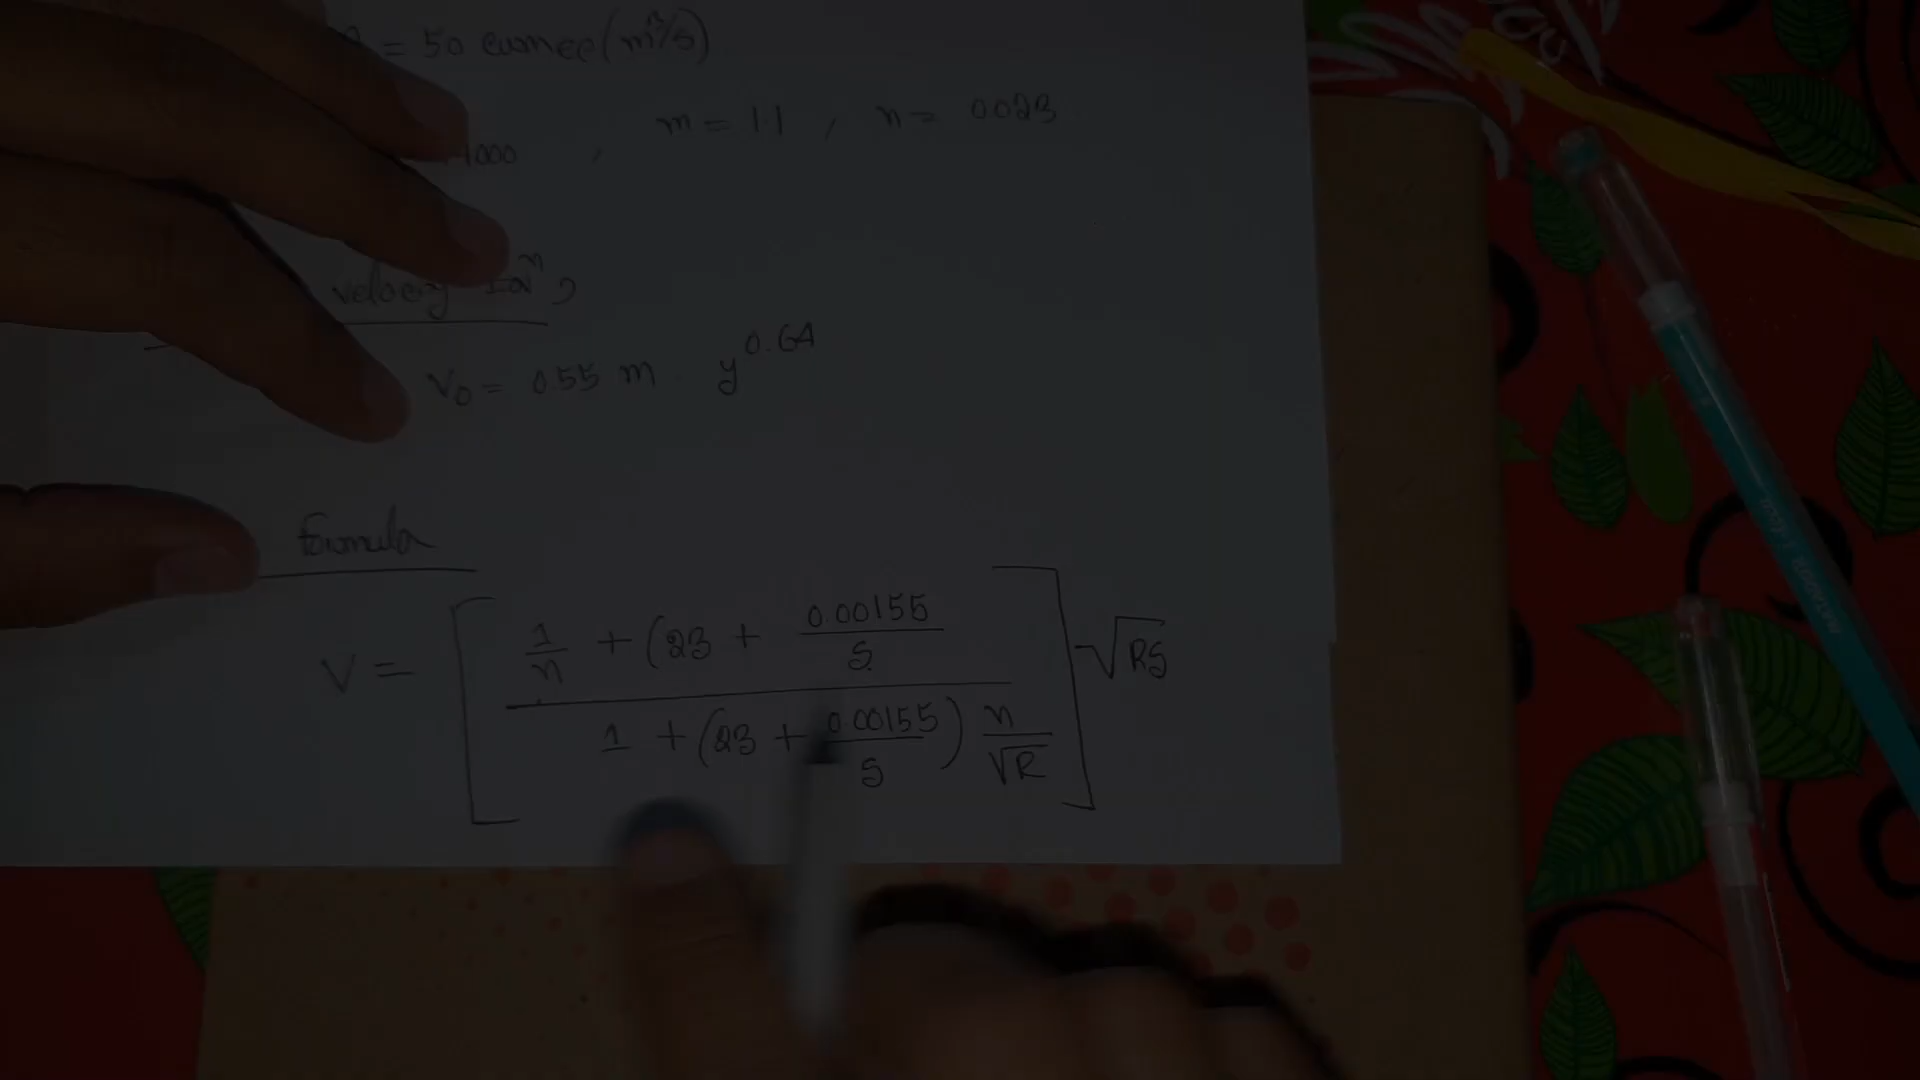 = 50 cumec (m³/s)
1000 , m = 1.1 , n = 0.023
velocity Eqⁿ,
V₀ = 0.55 m y^0.64
formula
V = [ (1/n + (23 + 0.00155/S) / (1 + (23 + 0.00155/S) n/√R) ] √RS